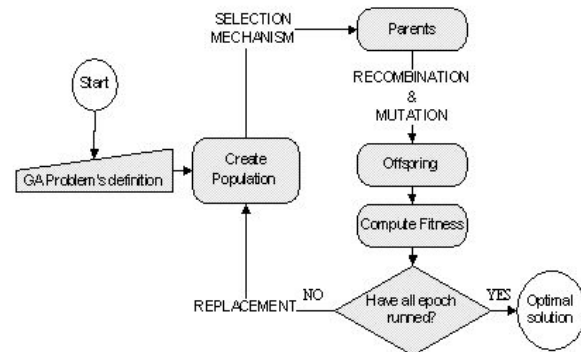 SELECTION
MECHANISM
Parents
Start
RECOMBINATION
&
MUTATION
GA Problem's definition
Create
Population
Offspring
Compute Fitness
REPLACEMENT
NO
Have all epoch
runned?
YES
Optimal
solution